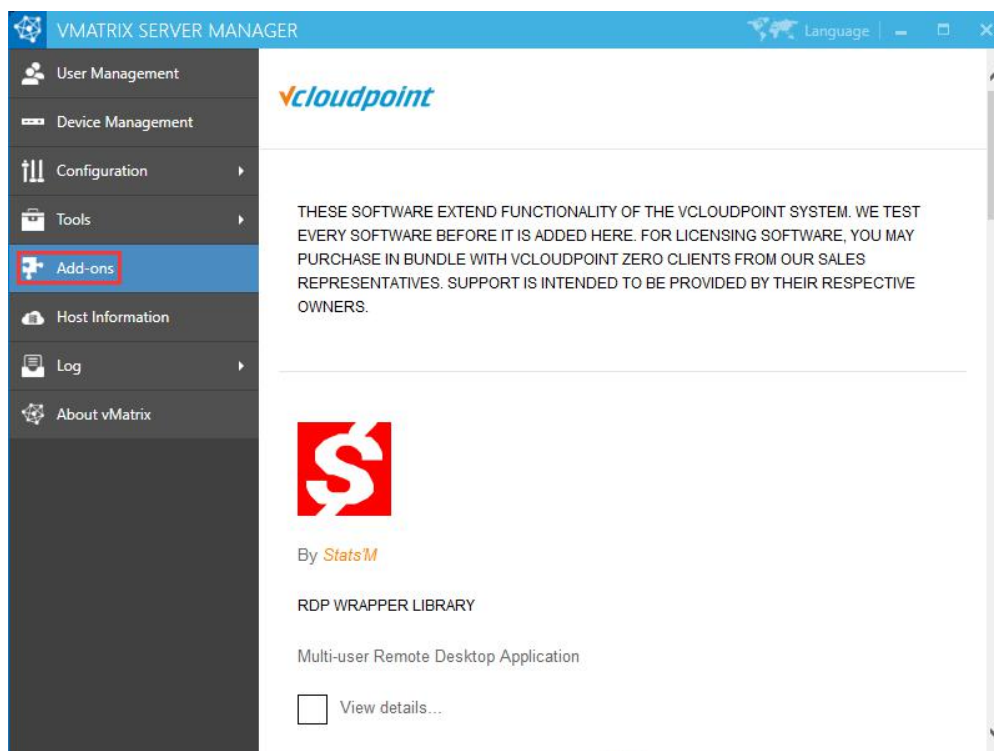 VMATRIX SERVER MANAGER
Language
User Management
Device Management
Configuration
Tools
Add-ons
Host Information
Log
About vMatrix
vcloudpoint
THESE SOFTWARE EXTEND FUNCTIONALITY OF THE VCLOUDPOINT SYSTEM. WE TEST
EVERY SOFTWARE BEFORE IT IS ADDED HERE. FOR LICENSING SOFTWARE, YOU MAY
PURCHASE IN BUNDLE WITH VCLOUDPOINT ZERO CLIENTS FROM OUR SALES
REPRESENTATIVES. SUPPORT IS INTENDED TO BE PROVIDED BY THEIR RESPECTIVE
OWNERS.
By Stats'M
RDP WRAPPER LIBRARY
Multi-user Remote Desktop Application
View details...